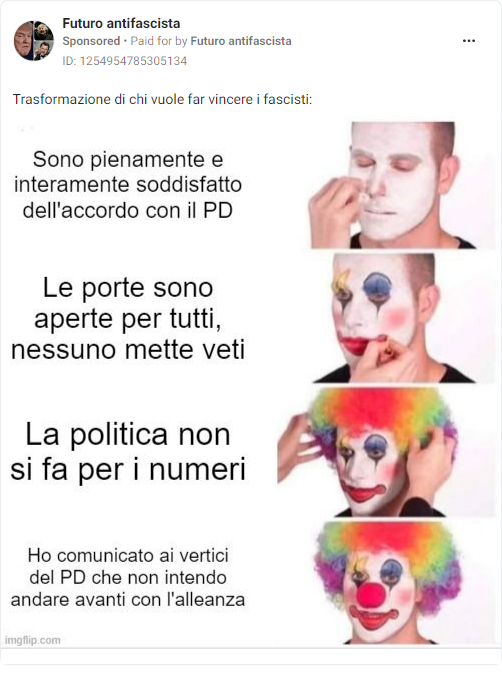 Futuro antifascista
Sponsored • Paid for by Futuro antifascista
ID: 1254954785305134
Trasformazione di chi vuole far vincere i fascisti:
Sono pienamente e
interamente soddisfatto
dell'accordo con il PD
Le porte sono
aperte per tutti,
nessuno mette veti
La politica non
si fa per i numeri
Ho comunicato ai vertici
del PD che non intendo
andare avanti con l'alleanza
imgflip.com